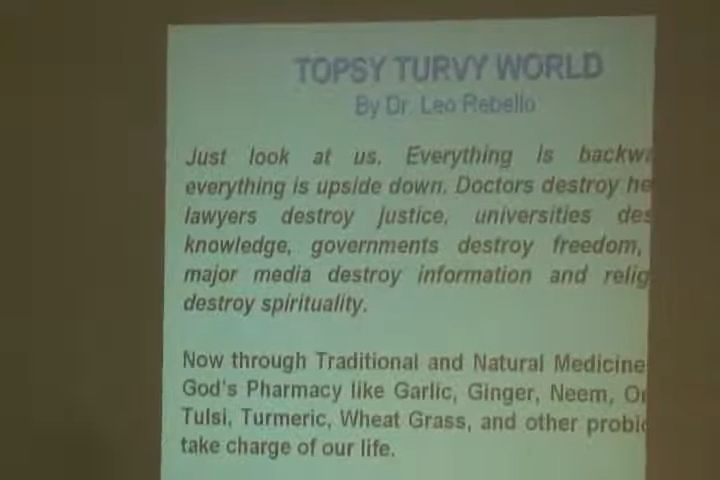 TOPSY TURVY WORLD
By Dr. Leo Rebello
Just look at us. Everything is
everything is upside down. Doctors destroy
lawyers destroy justice, universities
knowledge, governments destroy freedom,
major media destroy information and
destroy spirituality.
Now through Traditional and Natural Medicine
God's Pharmacy like Garlic, Ginger, Neem,
Tulsi, Turmeric, Wheat Grass, and other
take charge of our life.